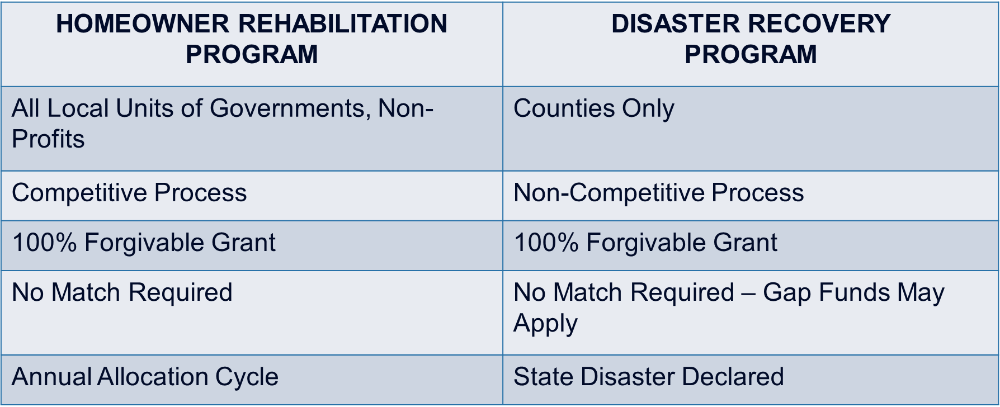 HOMEOWNER REHABILITATION
PROGRAM
DISASTER RECOVERY
PROGRAM
All Local Units of Governments, Non-
Profits
Counties Only
Competitive Process
Non-Competitive Process
100% Forgivable Grant
100% Forgivable Grant
No Match Required
No Match Required – Gap Funds May
Apply
Annual Allocation Cycle
State Disaster Declared